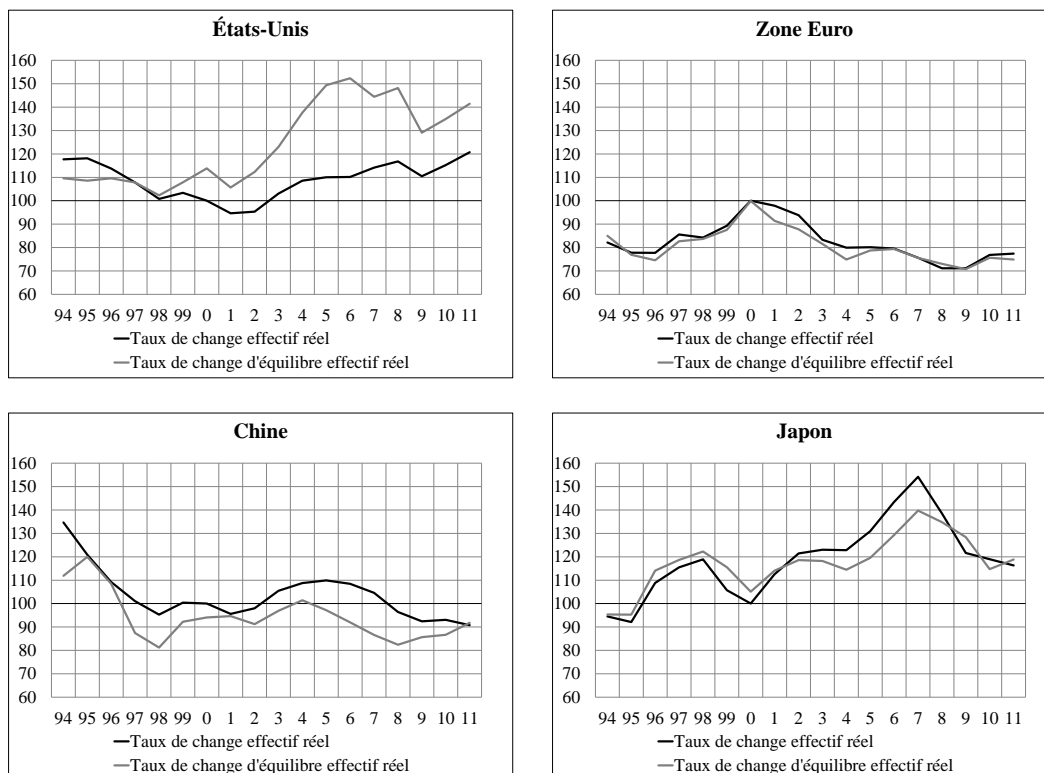 États-Unis
160
150
140
130
120
110
100
90
80
70
60
94 95 96 97 98 99 0 1 2 3 4 5 6 7 8 9 10 11
Taux de change effectif réel
Taux de change d'équilibre effectif réel
Zone Euro
160
150
140
130
120
110
100
90
80
70
60
94 95 96 97 98 99 0 1 2 3 4 5 6 7 8 9 10 11
Taux de change effectif réel
Taux de change d'équilibre effectif réel
Chine
160
150
140
130
120
110
100
90
80
70
60
94 95 96 97 98 99 0 1 2 3 4 5 6 7 8 9 10 11
Taux de change effectif réel
Taux de change d'équilibre effectif réel
Japon
160
150
140
130
120
110
100
90
80
70
60
94 95 96 97 98 99 0 1 2 3 4 5 6 7 8 9 10 11
Taux de change effectif réel
Taux de change d'équilibre effectif réel